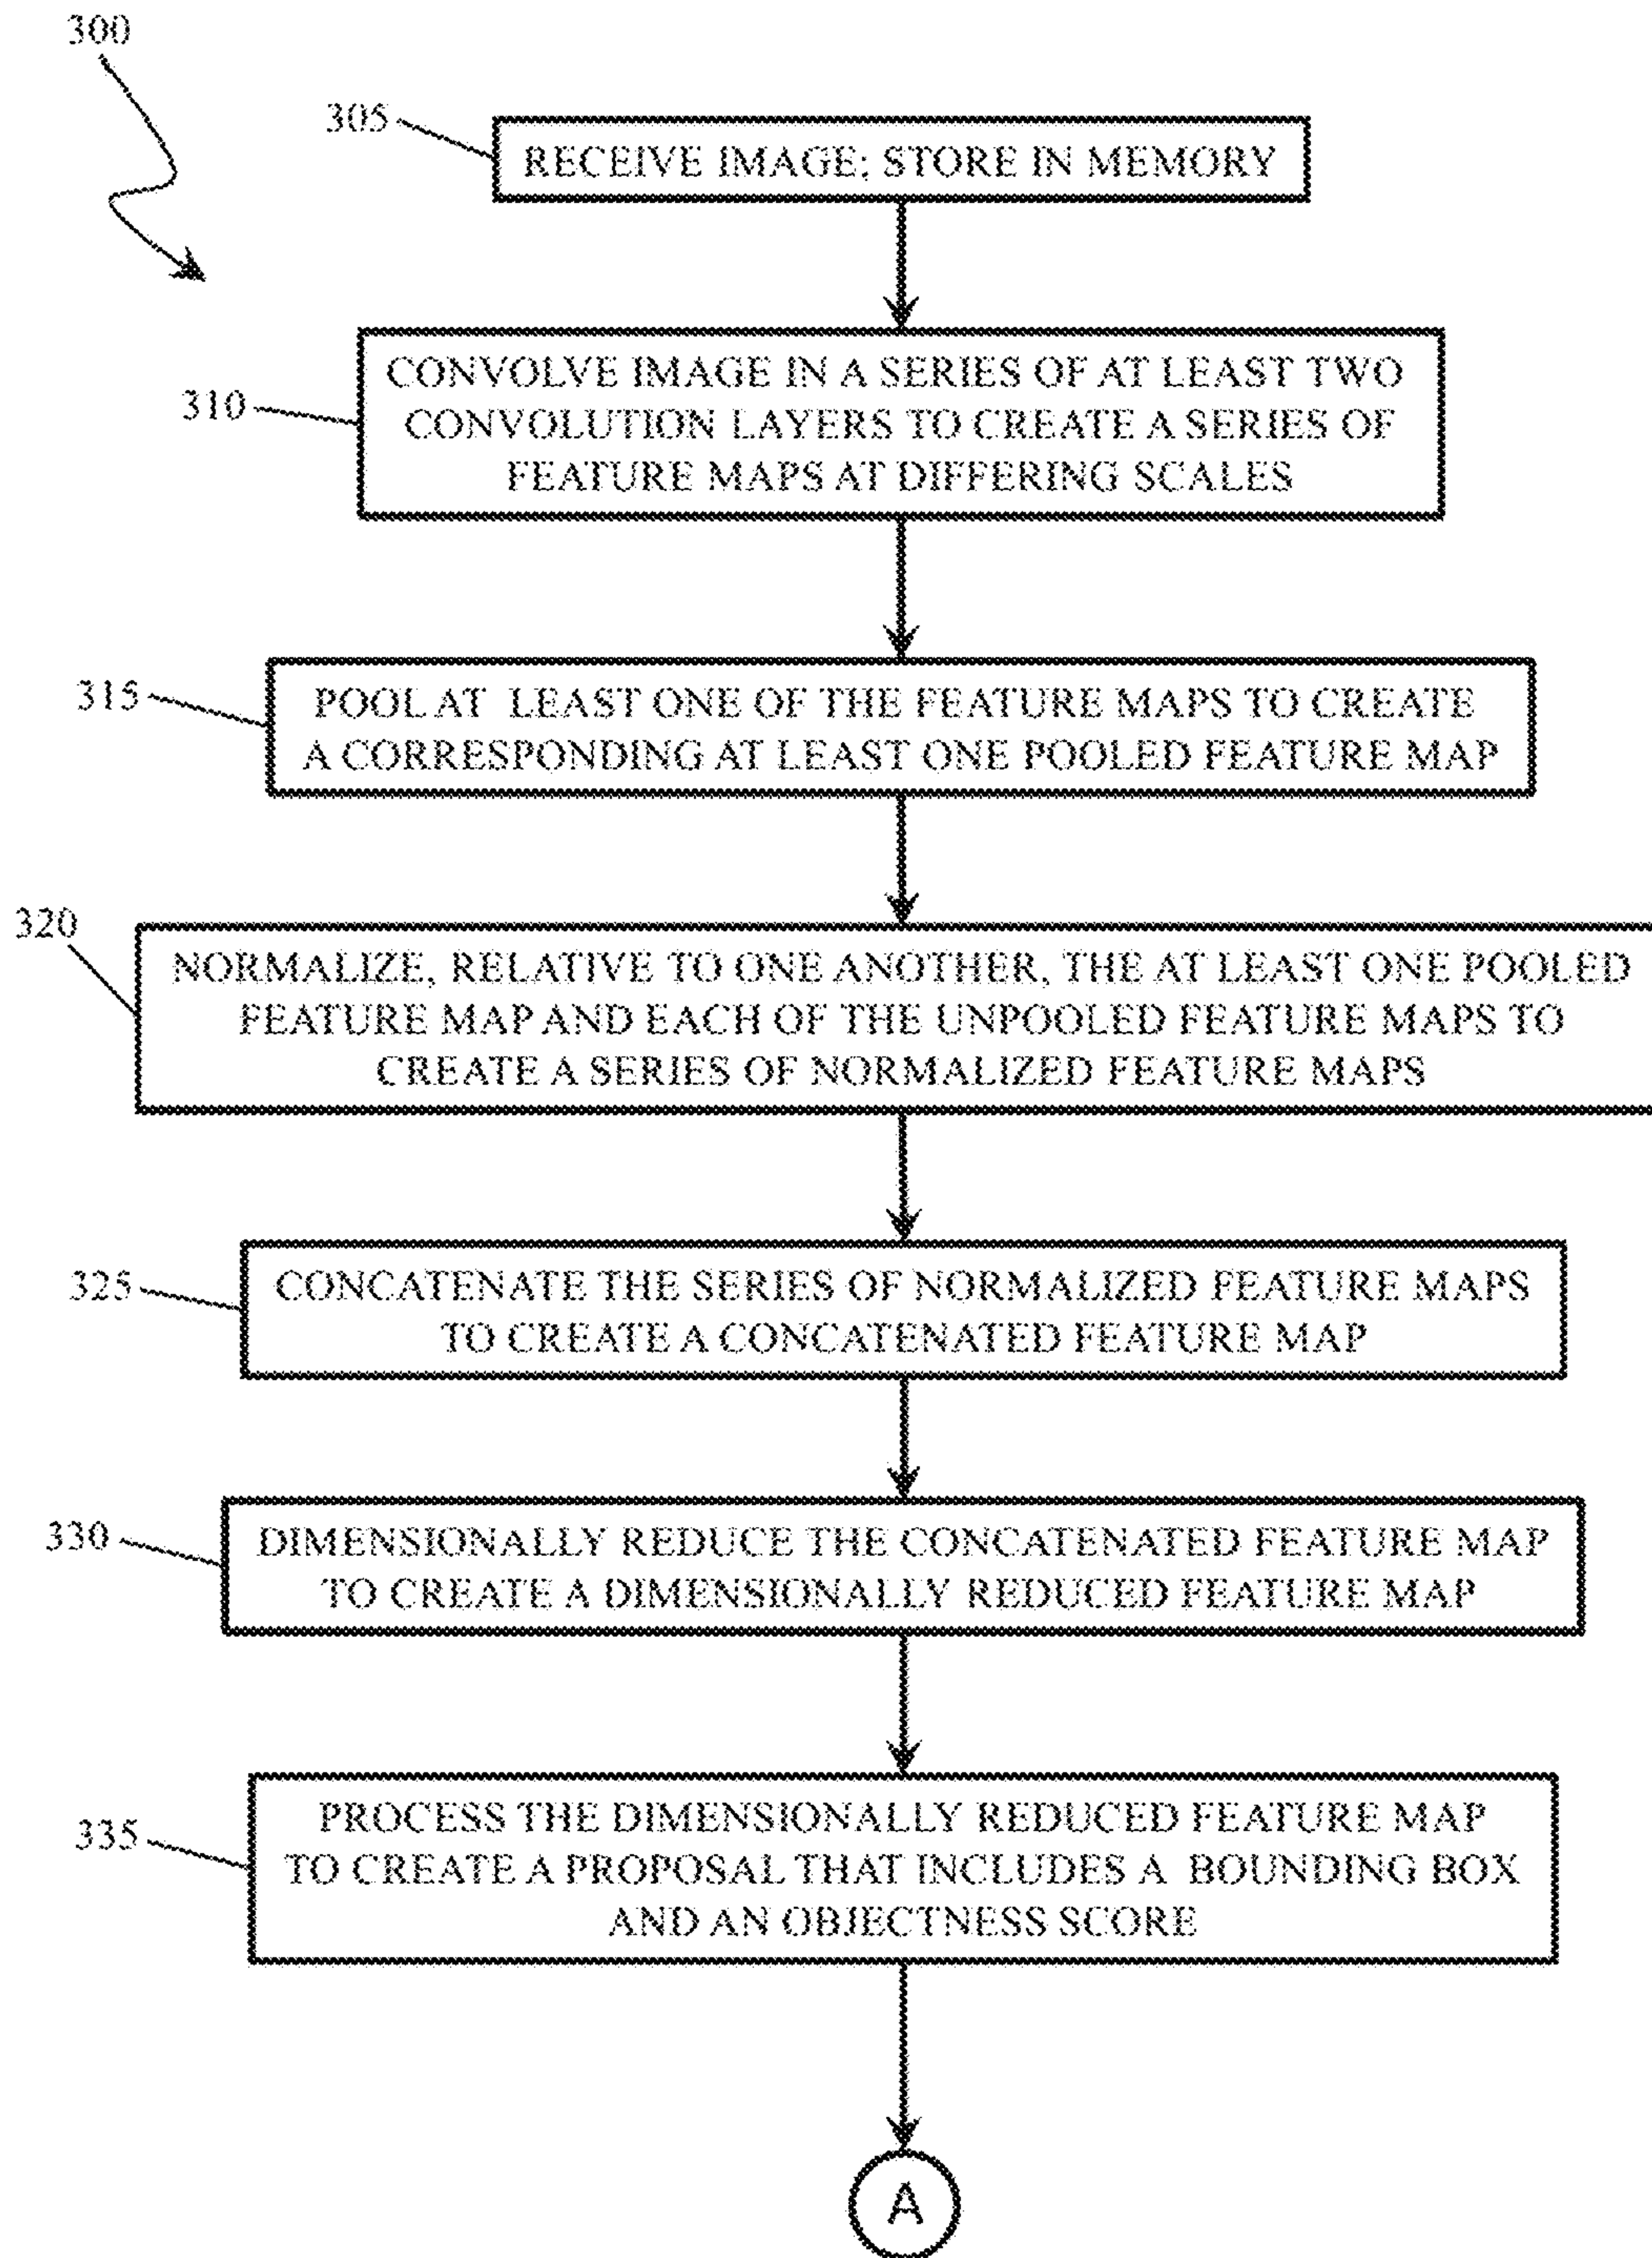 300
305
RECEIVE IMAGE; STORE IN MEMORY
310
CONVOLVE IMAGE IN A SERIES OF AT LEAST TWO
CONVOLUTION LAYERS TO CREATE A SERIES OF
FEATURE MAPS AT DIFFERING SCALES
315
POOL AT LEAST ONE OF THE FEATURE MAPS TO CREATE
A CORRESPONDING AT LEAST ONE POOLED FEATURE MAP
320
NORMALIZE, RELATIVE TO ONE ANOTHER, THE AT LEAST ONE POOLED
FEATURE MAP AND EACH OF THE UNPOOLED FEATURE MAPS TO
CREATE A SERIES OF NORMALIZED FEATURE MAPS
325
CONCATENATE THE SERIES OF NORMALIZED FEATURE MAPS
TO CREATE A CONCATENATED FEATURE MAP
330
DIMENSIONALLY REDUCE THE CONCATENATED FEATURE MAP
TO CREATE A DIMENSIONALLY REDUCED FEATURE MAP
335
PROCESS THE DIMENSIONALLY REDUCED FEATURE MAP
TO CREATE A PROPOSAL THAT INCLUDES A BOUNDING BOX
AND AN OBJECTNESS SCORE
A